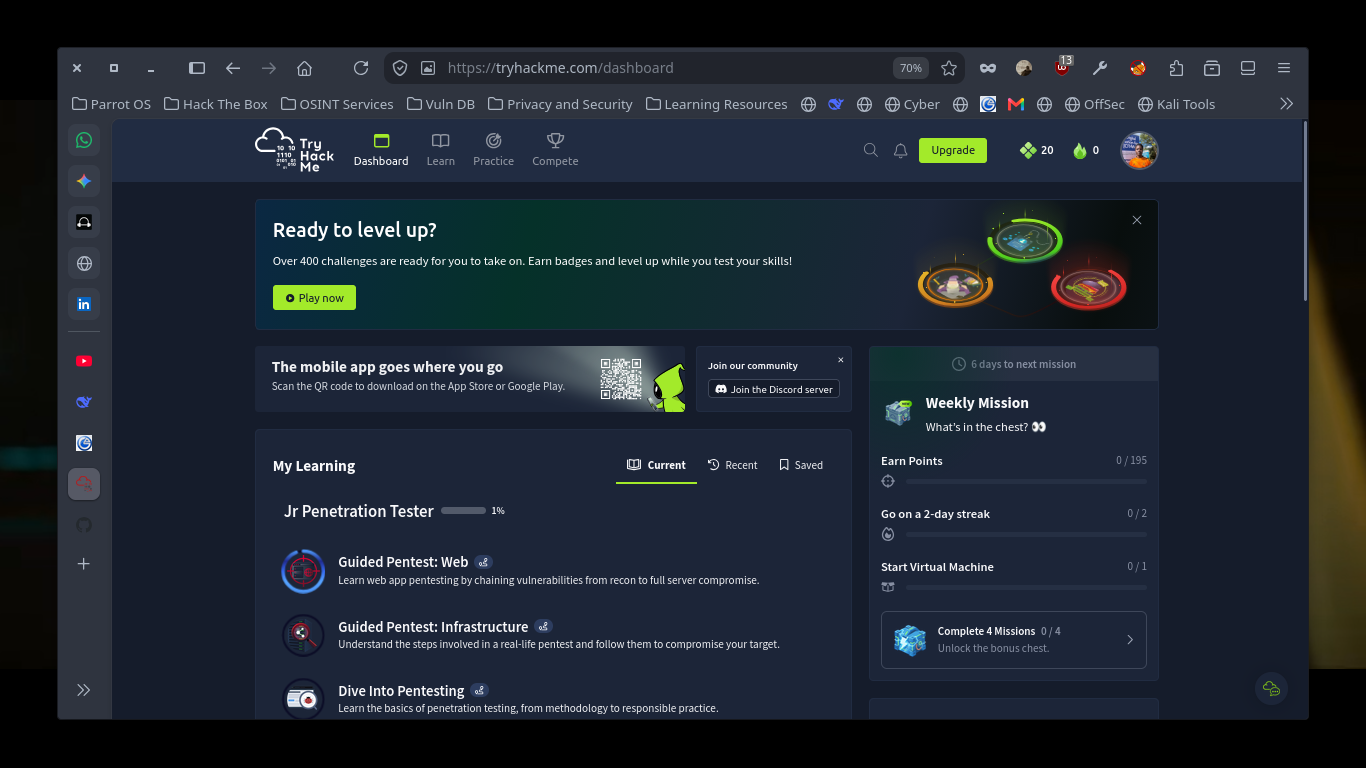 13
https://tryhackme.com/dashboard
70%
Parrot OS Hack The Box OSINT Services Vuln DB Privacy and Security Learning Resources Cyber OffSec Kali Tools
Try
Hack
Me
10 10
1110
0101 01
Dashboard Learn Practice Compete
Upgrade 20 0
Ready to level up?
Over 400 challenges are ready for you to take on. Earn badges and level up while you test your skills!
Play now
The mobile app goes where you go
Scan the QR code to download on the App Store or Google Play.
Join our community
Join the Discord server
6 days to next mission
Weekly Mission
What's in the chest? 👀
Earn Points 0 / 195
Go on a 2-day streak 0 / 2
Start Virtual Machine 0 / 1
Complete 4 Missions 0 / 4
Unlock the bonus chest.
My Learning Current Recent Saved
Jr Penetration Tester 1%
Guided Pentest: Web
Learn web app pentesting by chaining vulnerabilities from recon to full server compromise.
Guided Pentest: Infrastructure
Understand the steps involved in a real-life pentest and follow them to compromise your target.
Dive Into Pentesting
Learn the basics of penetration testing, from methodology to responsible practice.